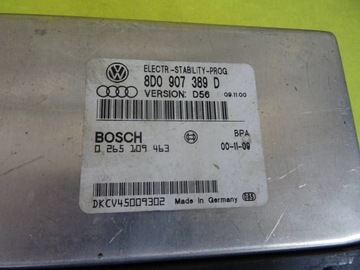 ELECTR-STABILITY-PROG
8D0 907 389 D
VERSION: D56 09.11.00
BOSCH BPA
0 265 109 463 00-11-09
DKCV45009302 Made in Germany